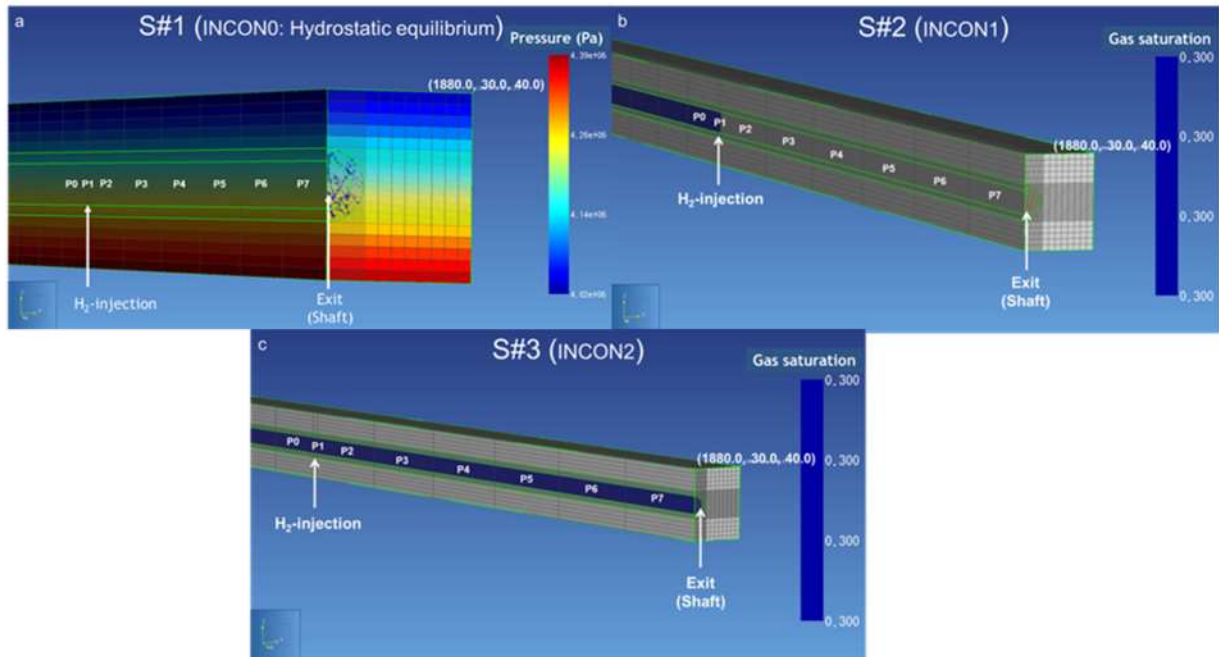 a
S#1 (INCON0: Hydrostatic equilibrium)
Pressure (Pa)
4.39e+06
(1880.0, 30.0, 40.0)
4.26e+06
P0 P1 P2 P3 P4 P5 P6 P7
4.14e+06
H₂-injection
Exit
(Shaft)
4.02e+06
b
S#2 (INCON1)
Gas saturation
0.300
P0 P1 P2 P3 P4 P5 P6 P7
0.300
(1880.0, 30.0, 40.0)
H₂-injection
0.300
Exit
(Shaft)
0.300
c
S#3 (INCON2)
Gas saturation
0.300
P0 P1 P2 P3 P4 P5 P6 P7
(1880.0, 30.0, 40.0)
0.300
H₂-injection
0.300
Exit
(Shaft)
0.300